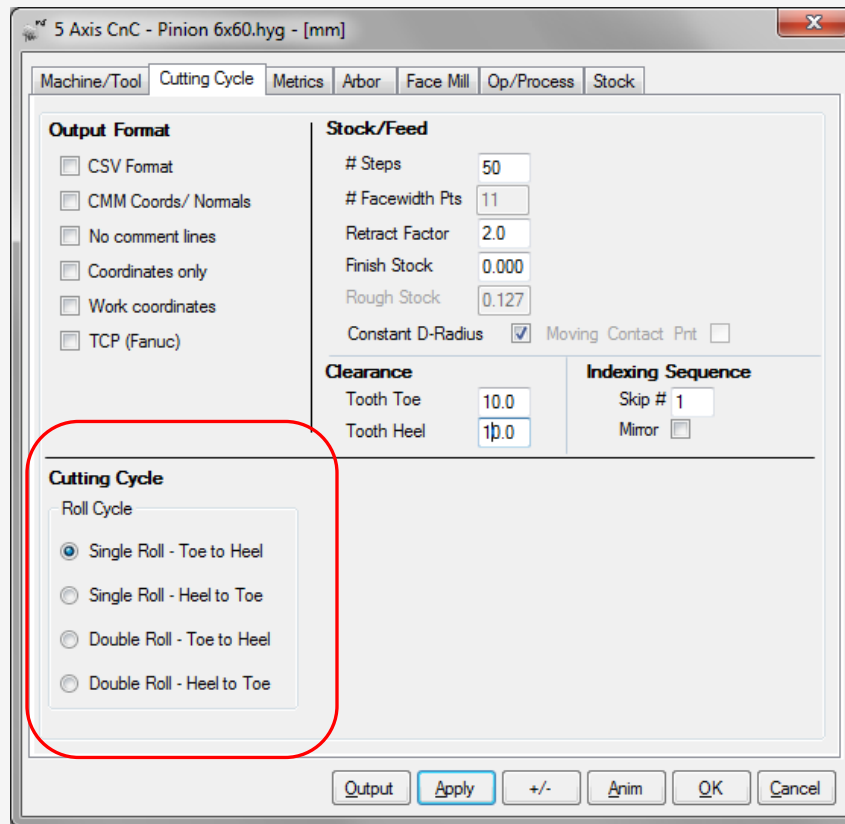 5 Axis CnC - Pinion 6x60.hyg - [mm]
Machine/Tool Cutting Cycle Metrics Arbor Face Mill Op/Process Stock
Output Format
CSV Format
CMM Coords/ Normals
No comment lines
Coordinates only
Work coordinates
TCP (Fanuc)
Stock/Feed
# Steps 50
# Facewidth Pts 11
Retract Factor 2.0
Finish Stock 0.000
Rough Stock 0.127
Constant D-Radius Moving Contact Pnt
Clearance
Tooth Toe 10.0
Tooth Heel 10.0
Indexing Sequence
Skip # 1
Mirror
Cutting Cycle
Roll Cycle
Single Roll - Toe to Heel
Single Roll - Heel to Toe
Double Roll - Toe to Heel
Double Roll - Heel to Toe
Output Apply +/- Anim OK Cancel